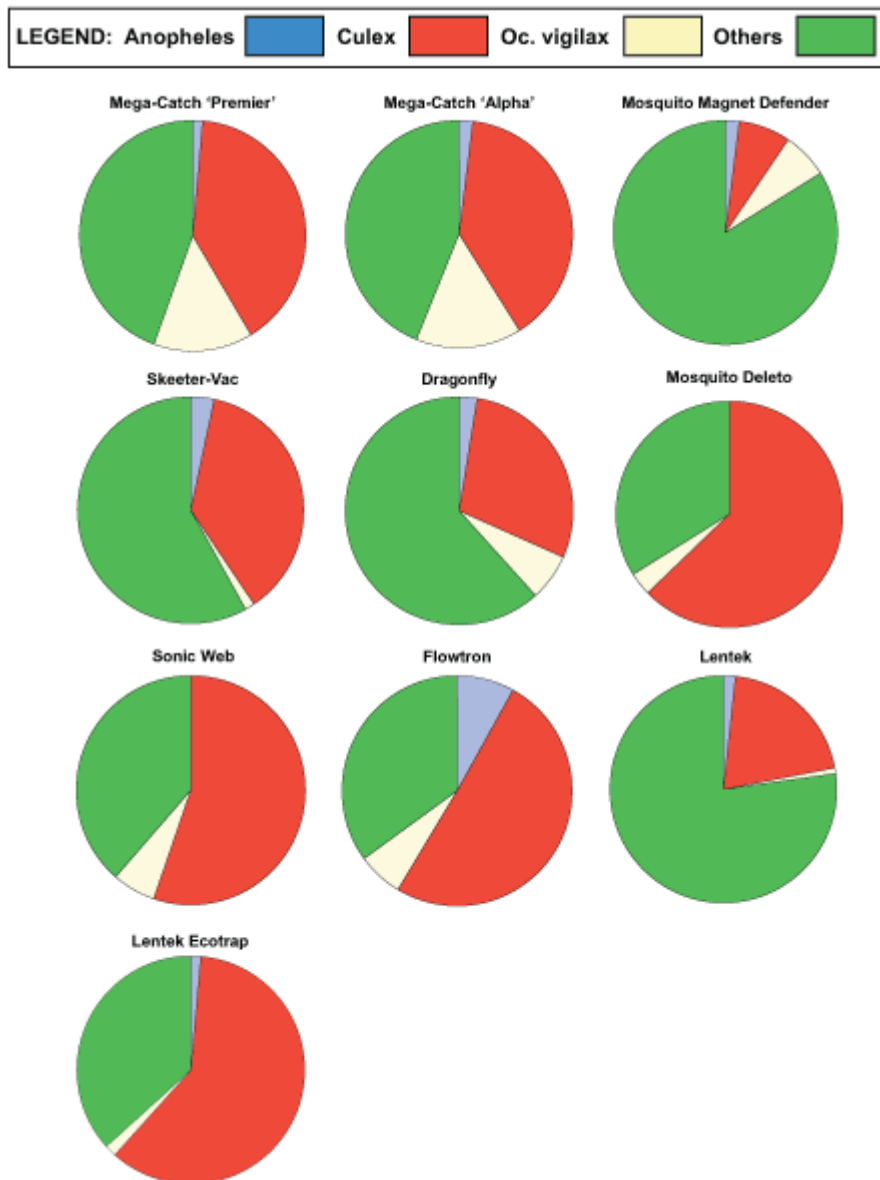 LEGEND: Anopheles Culex Oc. vigilax Others
Mega-Catch ‘Premier’ Mega-Catch ‘Alpha’ Mosquito Magnet Defender
Skeeter-Vac Dragonfly Mosquito Deleto
Sonic Web Flowtron Lentek
Lentek Ecotrap